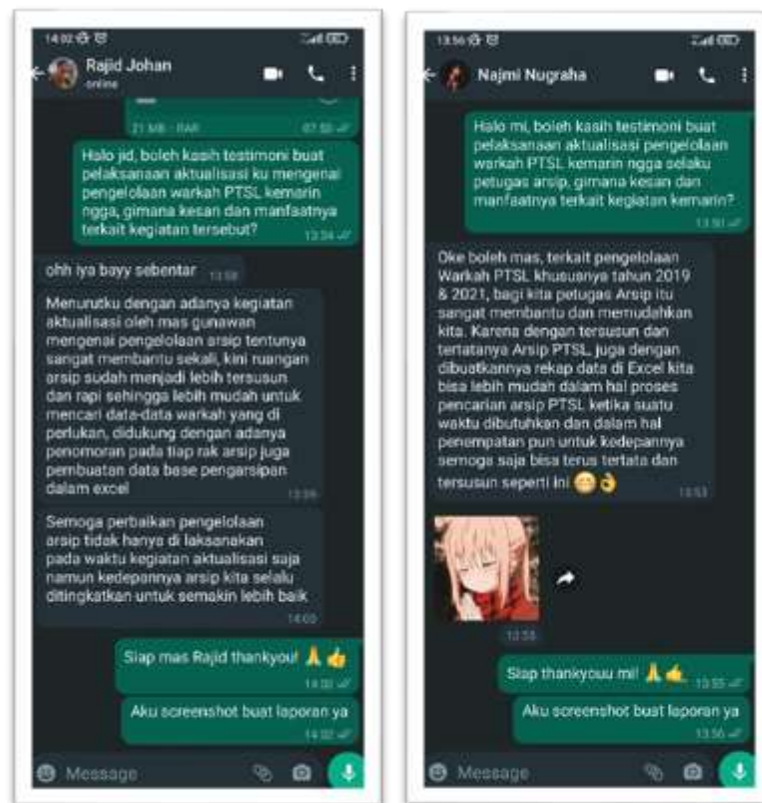 14:02
Rajid Johan
online
21 MB · RAR 07:50
Halo jid, boleh kasih testimoni buat
pelaksanaan aktualisasi ku mengenai
pengelolaan warkah PTSL kemarin
ngga, gimana kesan dan manfaatnya
terkait kegiatan tersebut?
13:34
ohh iya bayy sebentar 13:58
Menurutku dengan adanya kegiatan
aktualisasi oleh mas gunawan
mengenai pengelolaan arsip tentunya
sangat membantu sekali, kini ruangan
arsip sudah menjadi lebih tersusun
dan rapi sehingga lebih mudah untuk
mencari data-data warkah yang di
perlukan, didukung dengan adanya
penomoran pada tiap rak arsip juga
pembuatan data base pengarsipan
dalam excel
13:59
Semoga perbaikan pengelolaan
arsip tidak hanya di laksanakan
pada waktu kegiatan aktualisasi saja
namun kedepannya arsip kita selalu
ditingkatkan untuk semakin lebih baik
14:00
Siap mas Rajid thankyou!
14:02
Aku screenshot buat laporan ya
14:02
Message
13:56
Najmi Nugraha
Halo mi, boleh kasih testimoni buat
pelaksanaan aktualisasi pengelolaan
warkah PTSL kemarin ngga selaku
petugas arsip, gimana kesan dan
manfaatnya terkait kegiatan kemarin?
13:50
Oke boleh mas, terkait pengelolaan
Warkah PTSL khususnya tahun 2019
& 2021, bagi kita petugas Arsip itu
sangat membantu dan memudahkan
kita. Karena dengan tersusun dan
tertatanya Arsip PTSL, juga dengan
dibuatkannya rekap data di Excel kita
bisa lebih mudah dalam hal proses
pencarian arsip PTSL ketika suatu
waktu dibutuhkan dan dalam hal
penempatan pun untuk kedepannya
semoga saja bisa terus tertata dan
tersusun seperti ini
13:53
13:53
Siap thankyouu mi!
13:55
Aku screenshot buat laporan ya
13:56
Message